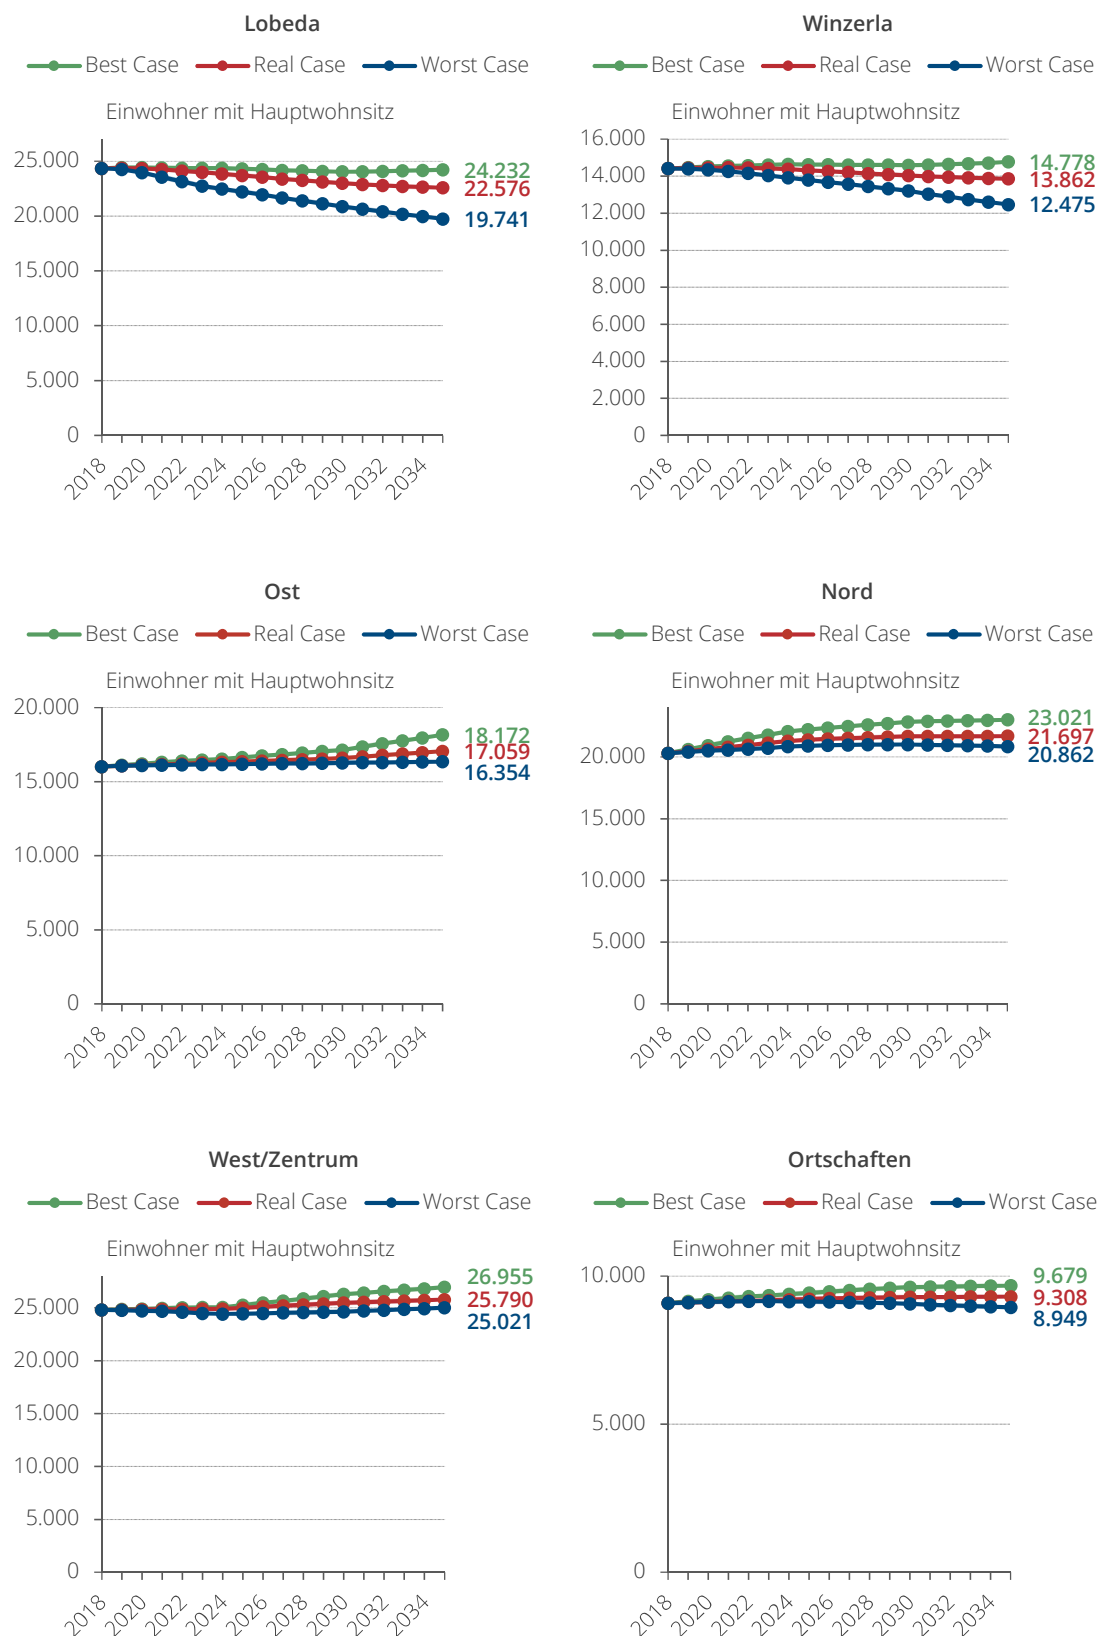 Lobeda
Best Case Real Case Worst Case
Einwohner mit Hauptwohnsitz
25.000
20.000
15.000
10.000
5.000
0
24.232
22.576
19.741
2018 2020 2022 2024 2026 2028 2030 2032 2034
Winzerla
Best Case Real Case Worst Case
Einwohner mit Hauptwohnsitz
16.000
14.000
12.000
10.000
8.000
6.000
4.000
2.000
0
14.778
13.862
12.475
2018 2020 2022 2024 2026 2028 2030 2032 2034
Ost
Best Case Real Case Worst Case
Einwohner mit Hauptwohnsitz
20.000
15.000
10.000
5.000
0
18.172
17.059
16.354
2018 2020 2022 2024 2026 2028 2030 2032 2034
Nord
Best Case Real Case Worst Case
Einwohner mit Hauptwohnsitz
20.000
15.000
10.000
5.000
0
23.021
21.697
20.862
2018 2020 2022 2024 2026 2028 2030 2032 2034
West/Zentrum
Best Case Real Case Worst Case
Einwohner mit Hauptwohnsitz
25.000
20.000
15.000
10.000
5.000
0
26.955
25.790
25.021
2018 2020 2022 2024 2026 2028 2030 2032 2034
Ortschaften
Best Case Real Case Worst Case
Einwohner mit Hauptwohnsitz
10.000
5.000
0
9.679
9.308
8.949
2018 2020 2022 2024 2026 2028 2030 2032 2034